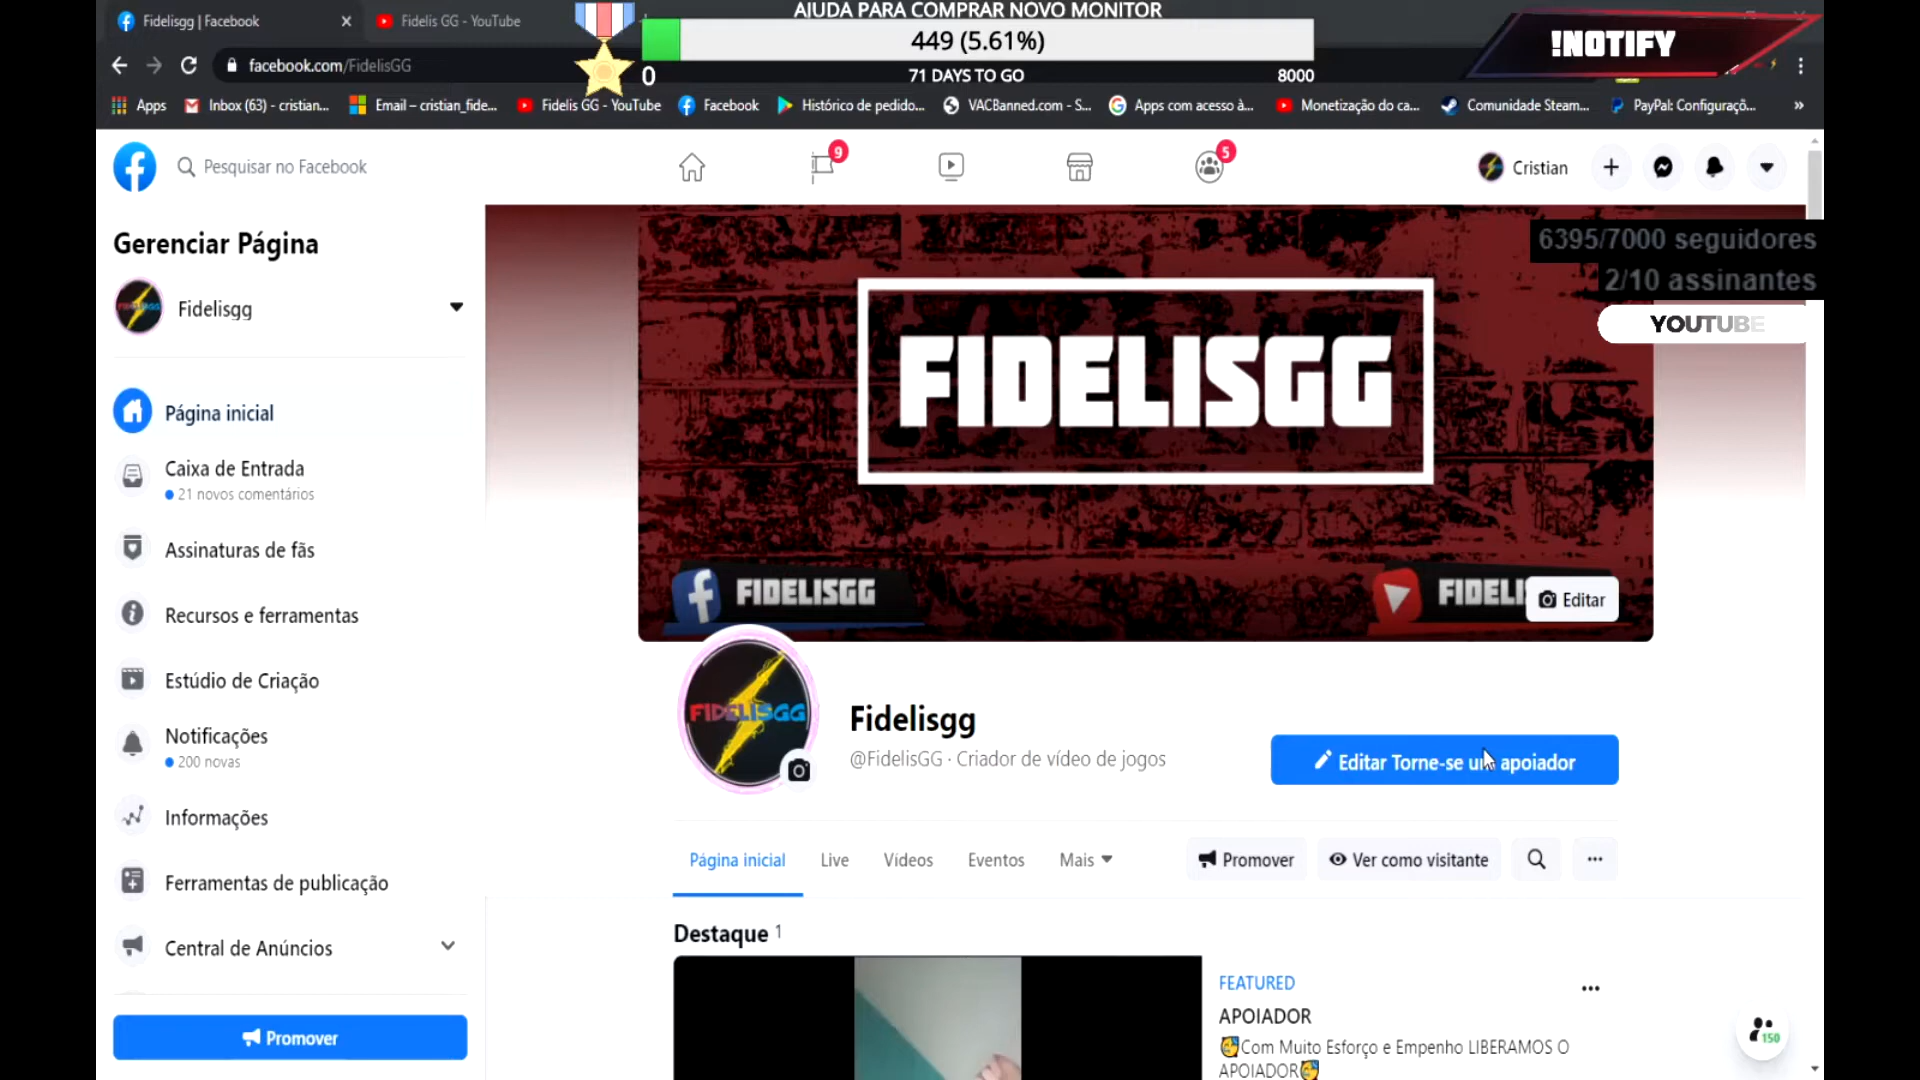 Fidelisgg | Facebook
Fidelis GG - YouTube
AJUDA PARA COMPRAR NOVO MONITOR
449 (5.61%)
0
71 DAYS TO GO
8000
!NOTIFY
facebook.com/FidelisGG
Apps
Inbox (63) - cristian...
Email – cristian_fide...
Fidelis GG - YouTube
Facebook
Histórico de pedido...
VACBanned.com - S...
Apps com acesso à...
Monetização do ca...
Comunidade Steam...
PayPal: Configuraçõ...
»
Pesquisar no Facebook
9
5
Cristian
6395/7000 seguidores
2/10 assinantes
YOUTUBE
Gerenciar Página
Fidelisgg
Página inicial
Caixa de Entrada
21 novos comentários
Assinaturas de fãs
Recursos e ferramentas
Estúdio de Criação
Notificações
200 novas
Informações
Ferramentas de publicação
Central de Anúncios
Promover
FIDELISGG
FIDELISGG
FIDELI
Editar
FIDELISGG
Fidelisgg
@FidelisGG · Criador de vídeo de jogos
Editar Torne-se um apoiador
Página inicial
Live
Vídeos
Eventos
Mais
Promover
Ver como visitante
Destaque 1
FEATURED
APOIADOR
Com Muito Esforço e Empenho LIBERAMOS O
APOIADOR
150